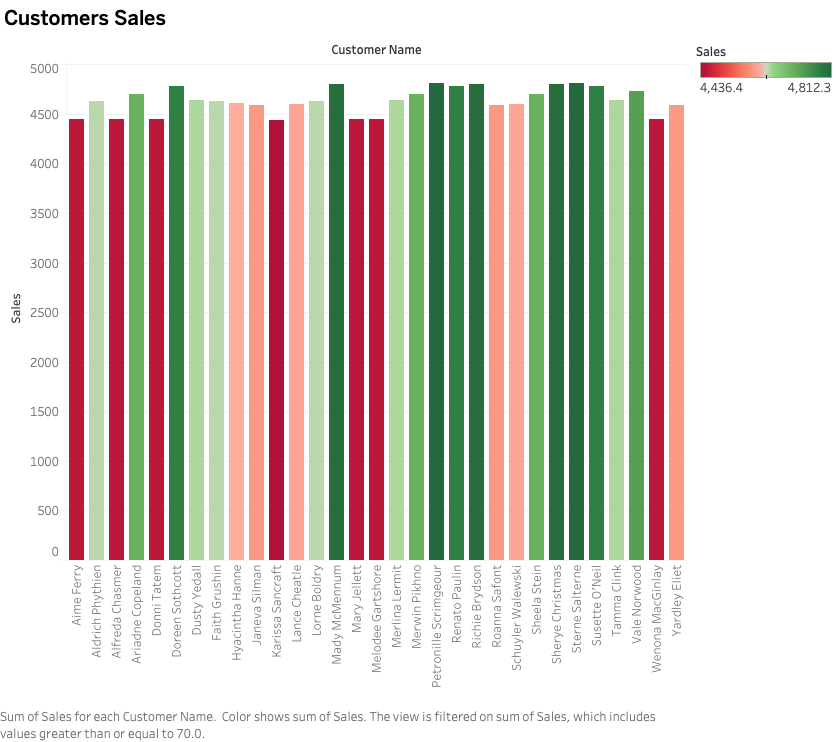 Customers Sales
Customer Name
Sales
4,436.4 4,812.3
5000
4500
4000
3500
3000
2500
2000
1500
1000
500
0
Sales
Aime Ferry
Aldrich Phythien
Alfreda Chasmer
Ariadne Copeland
Donni Tatem
Doreen Sothcott
Dusty Yedall
Faith Grushin
Hyacintha Hanne
Janeva Silman
Karissa Sancraft
Lance Cheatle
Lorne Boldry
Mady McMennum
Mary Jellett
Melodee Gartshore
Merlina Lermit
Merwin Pikhno
Petronille Scrimgeour
Renato Paulin
Richie Brydson
Roanna Safont
Schuyler Walewski
Sheela Stein
Sherye Christmas
Sterne Salterne
Susette O'Neil
Tamma Clink
Vale Norwood
Wenona MacGinlay
Yardley Eliet
Sum of Sales for each Customer Name.  Color shows sum of Sales. The view is filtered on sum of Sales, which includes
values greater than or equal to 70.0.